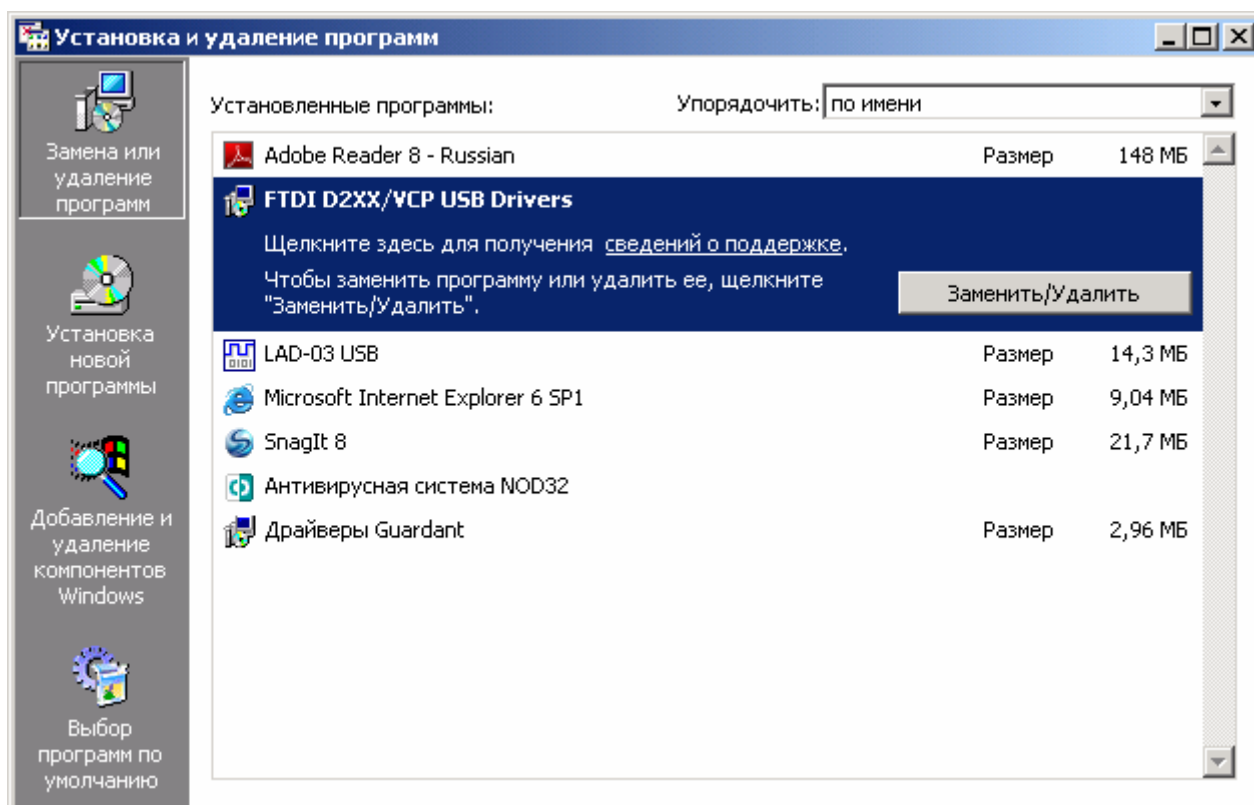 Установка и удаление программ
Замена или
удаление
программ
Установка
новой
программы
Добавление и
удаление
компонентов
Windows
Выбор
программ по
умолчанию
Установленные программы:
Упорядочить: по имени
Adobe Reader 8 - Russian Размер 148 МБ
FTDI D2XX/VCP USB Drivers
Щелкните здесь для получения сведений о поддержке.
Чтобы заменить программу или удалить ее, щелкните
"Заменить/Удалить".
Заменить/Удалить
LAD-03 USB Размер 14,3 МБ
Microsoft Internet Explorer 6 SP1 Размер 9,04 МБ
SnagIt 8 Размер 21,7 МБ
Антивирусная система NOD32
Драйверы Guardant Размер 2,96 МБ